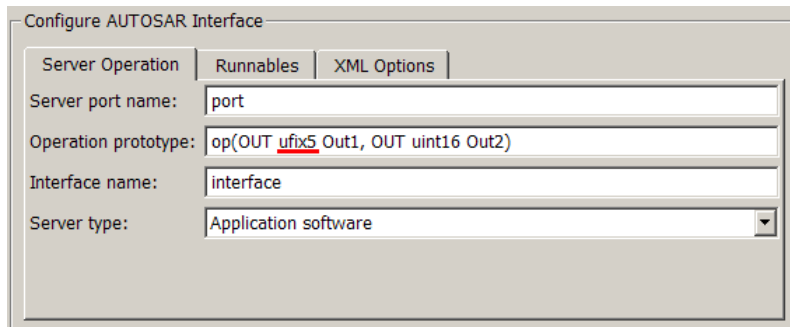 Configure AUTOSAR Interface
Server Operation Runnables XML Options
Server port name: port
Operation prototype: op(OUT ufix5 Out1, OUT uint16 Out2)
Interface name: interface
Server type: Application software